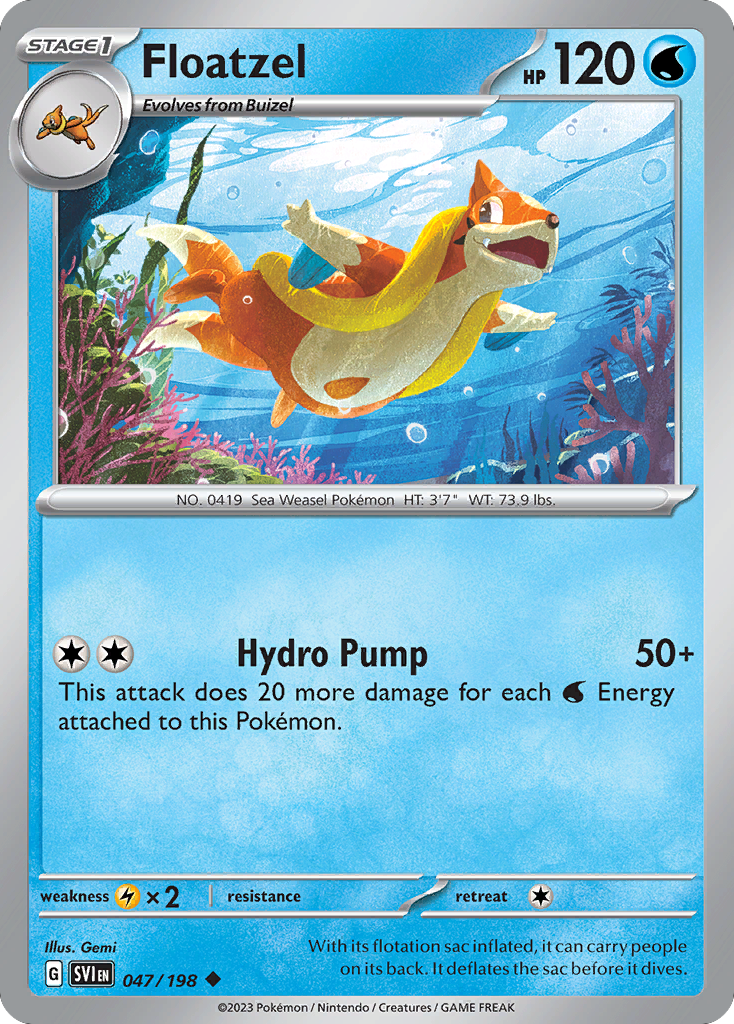 STAGE1
Floatzel
HP 120
Evolves from Buizel
NO. 0419 Sea Weasel Pokémon HT: 3'7" WT: 73.9 lbs.
Hydro Pump 50+
This attack does 20 more damage for each Energy
attached to this Pokémon.
weakness ×2 resistance retreat
Illus. Gemi
With its flotation sac inflated, it can carry people
on its back. It deflates the sac before it dives.
G SVI EN 047/198
©2023 Pokémon / Nintendo / Creatures / GAME FREAK